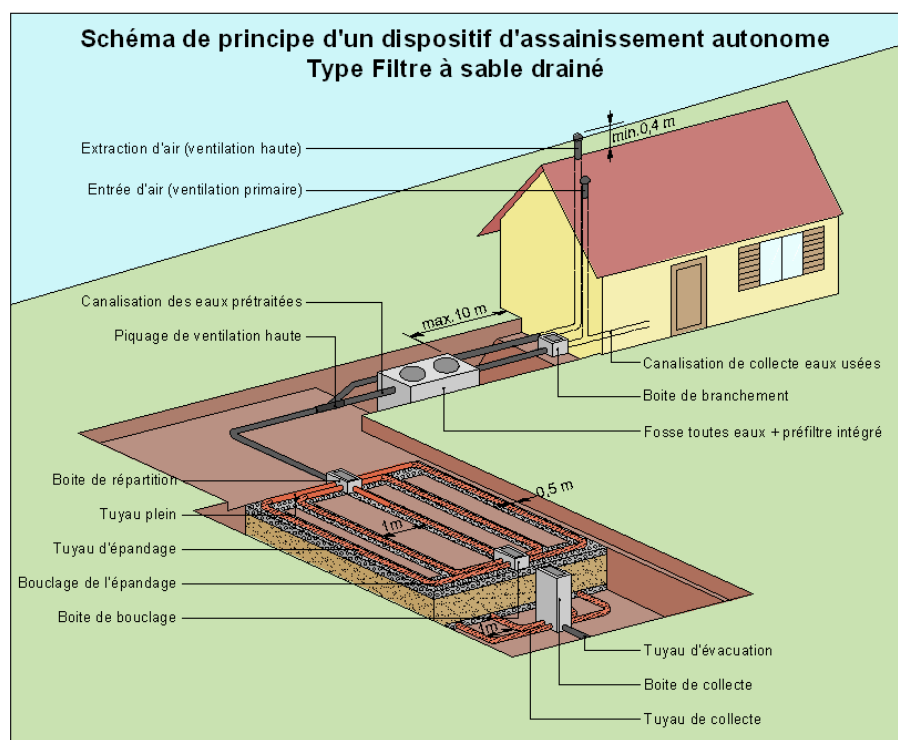 Schéma de principe d'un dispositif d'assainissement autonome
Type Filtre à sable drainé
min.0,4 m
Extraction d'air (ventilation haute)
Entrée d'air (ventilation primaire)
Canalisation des eaux prétraitées
max.10 m
Piquage de ventilation haute
Canalisation de collecte eaux usées
Boite de branchement
Fosse toutes eaux + préfiltre intégré
Boite de répartition
0,5 m
Tuyau plein
1m
Tuyau d'épandage
Bouclage de l'épandage
Boite de bouclage
1m
Tuyau d'évacuation
Boite de collecte
Tuyau de collecte